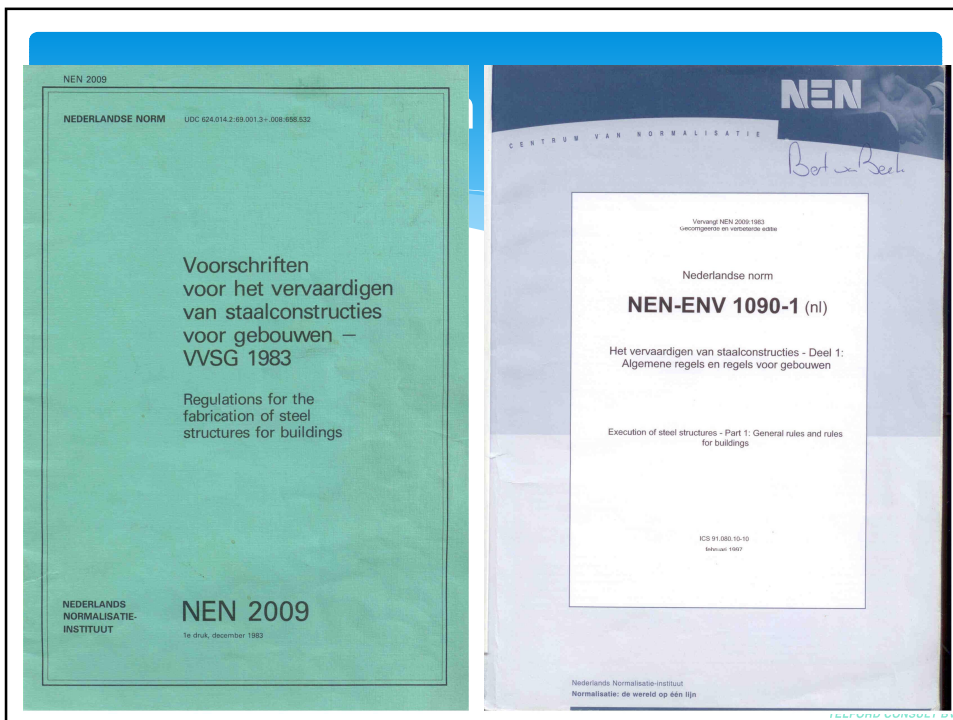 NEN 2009
NEDERLANDSE NORM UDC 624.014.2:69.001.3+.008:658.532
Voorschriften
voor het vervaardigen
van staalconstructies
voor gebouwen –
VVSG 1983
Regulations for the
fabrication of steel
structures for buildings
NEDERLANDS
NORMALISATIE-
INSTITUUT
NEN 2009
1e druk, december 1983
NEN
CENTRUM VAN NORMALISATIE
Bert van Beek
Vervangt NEN 2009:1983
Gecorrigeerde en verbeterde editie
Nederlandse norm
NEN-ENV 1090-1 (nl)
Het vervaardigen van staalconstructies - Deel 1:
Algemene regels en regels voor gebouwen
Execution of steel structures - Part 1: General rules and rules
for buildings
ICS 91.080.10-10
februari 1997
Nederlands Normalisatie-instituut
Normalisatie: de wereld op één lijn